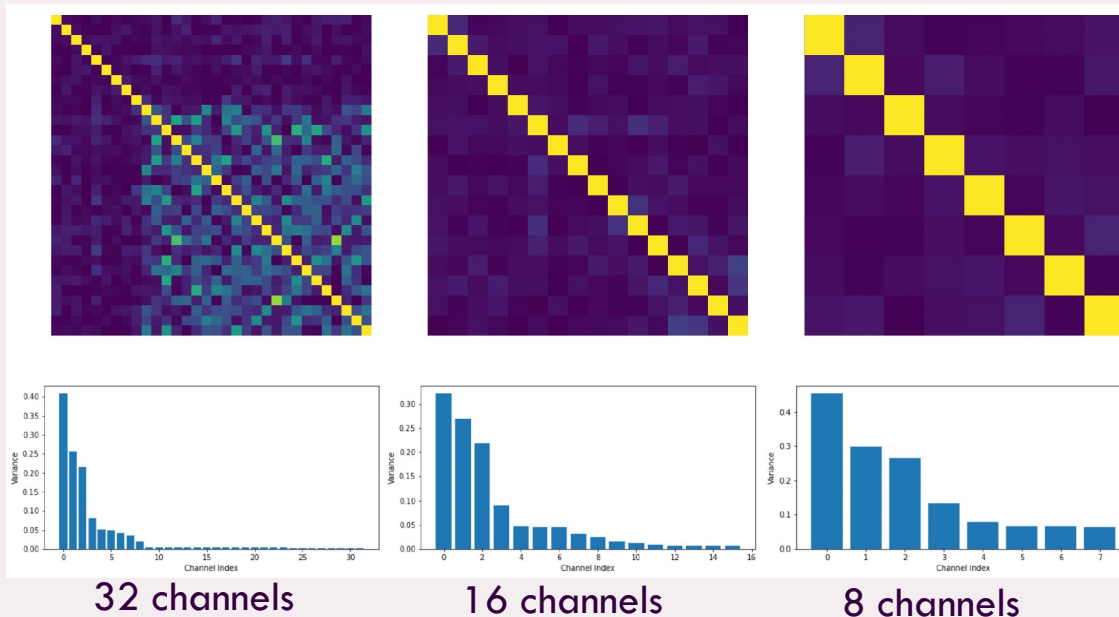 0.40
0.35
0.30
0.25
0.20
0.15
0.10
0.05
0.00
Variance
0 5 10 15 20 25 30
Channel Index
0.30
0.25
0.20
0.15
0.10
0.05
0.00
Variance
0 2 4 6 8 10 12 14 16
Channel Index
0.4
0.3
0.2
0.1
0.0
Variance
0 1 2 3 4 5 6 7
Channel Index
32 channels
16 channels
8 channels